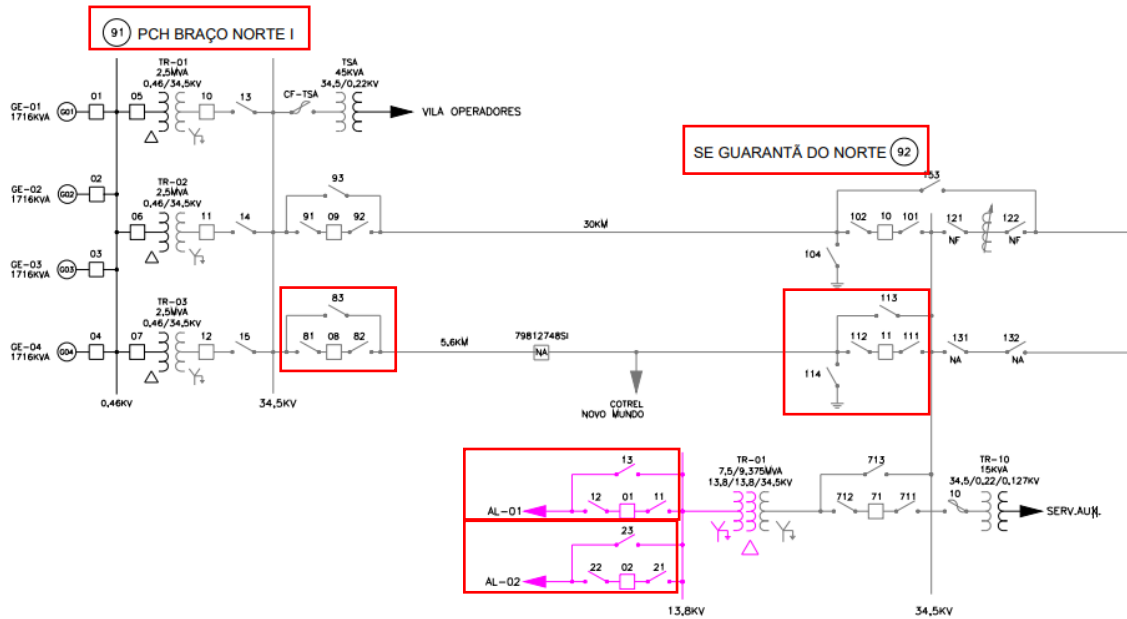 91 PCH BRAÇO NORTE I
TR-01
2,5MVA
0,46/34,5KV
TSA
45KVA
34,5/0,22KV
GE-01
1716KVA
G01
01
05
10
13
CF-TSA
VILA OPERADORES
SE GUARANTÃ DO NORTE 92
GE-02
1716KVA
G02
02
TR-02
2,5MVA
0,46/34,5KV
06
11
14
93
91
09
92
30KM
153
102
10
101
121
NF
122
NF
104
GE-03
1716KVA
G03
03
TR-03
2,5MVA
0,46/34,5KV
GE-04
1716KVA
G04
04
07
12
15
83
81
08
82
5,6KM
79812748SI
NA
COTREL
NOVO MUNDO
113
112
11
111
131
NA
132
NA
114
0,46KV
34,5KV
AL-01
13
12
01
11
TR-01
7,5/9,375MVA
13,8/13,8/34,5KV
713
712
71
711
TR-10
15KVA
34,5/0,22/0,127KV
10
SERV.AUX.
AL-02
23
22
02
21
13,8KV
34,5KV